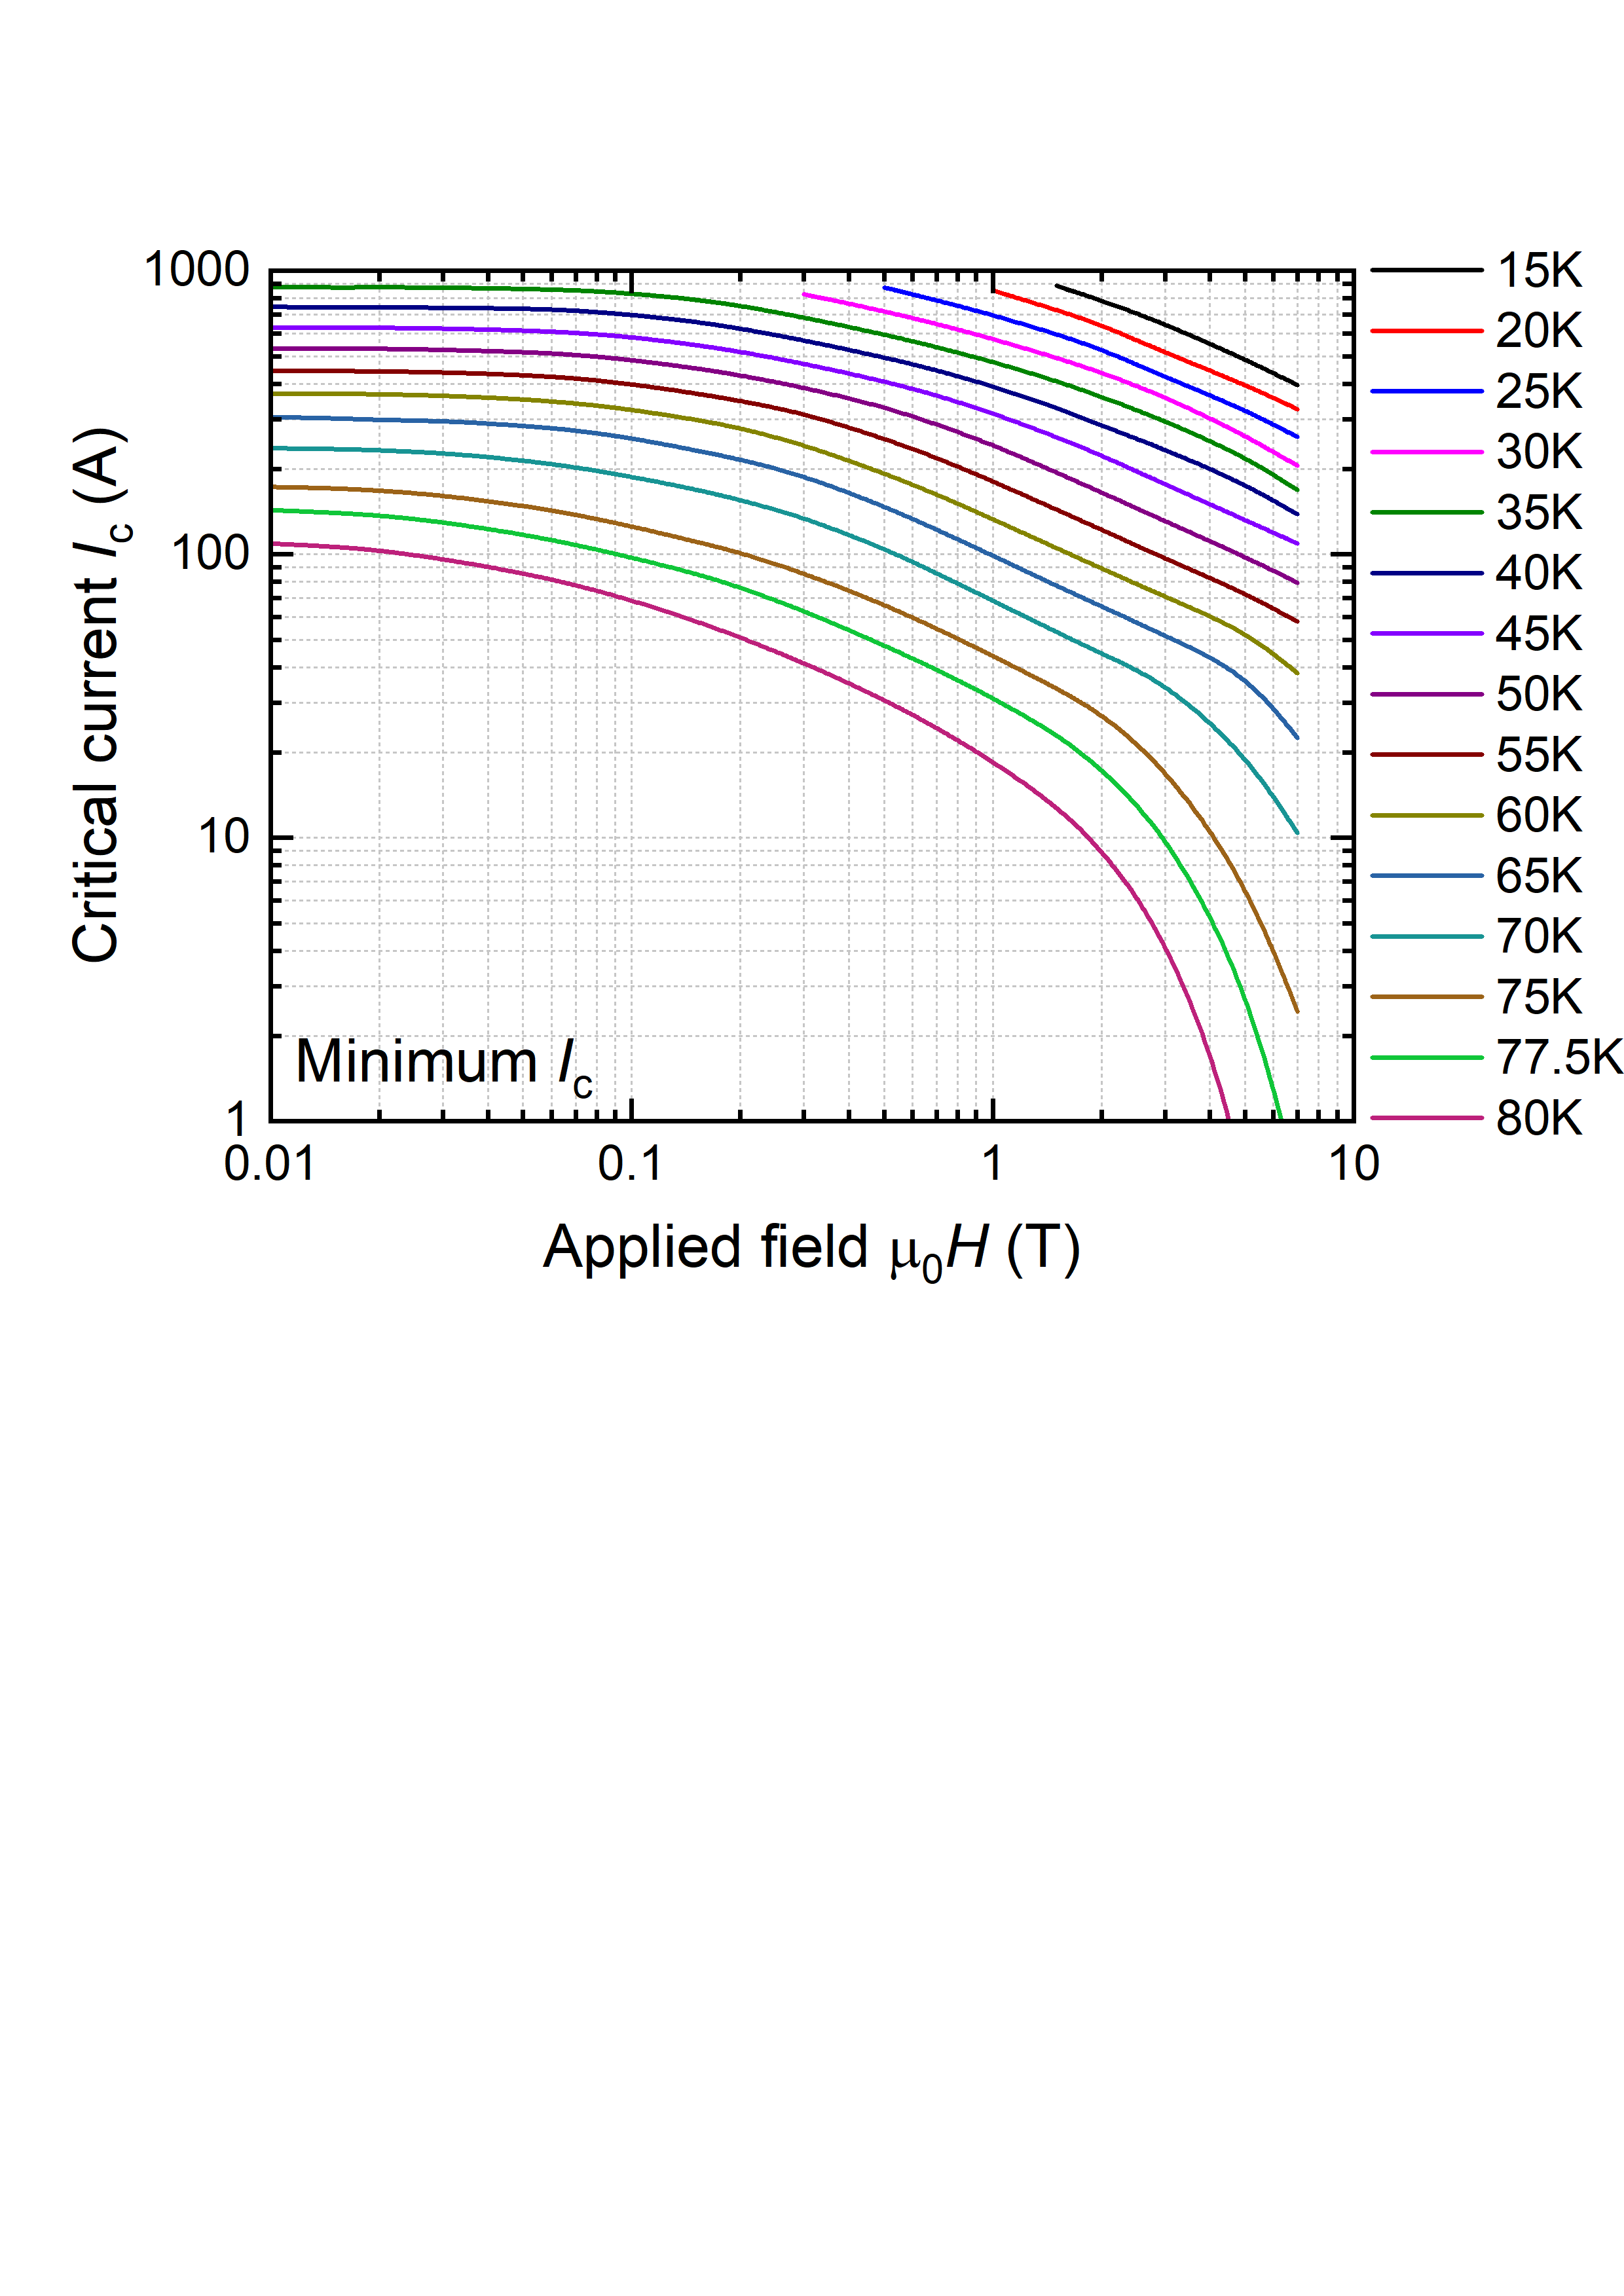 1000
100
10
1
Critical current Ic (A)
Minimum Ic
0.01
0.1
1
10
Applied field μ0H (T)
15K
20K
25K
30K
35K
40K
45K
50K
55K
60K
65K
70K
75K
77.5K
80K